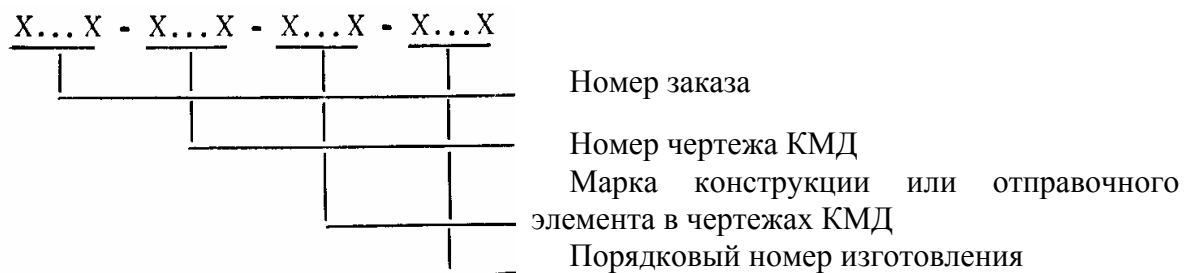 X...X - X...X - X...X - X...X
Номер заказа
Номер чертежа КМД
Марка конструкции или отправочного
элемента в чертежах КМД
Порядковый номер изготовления